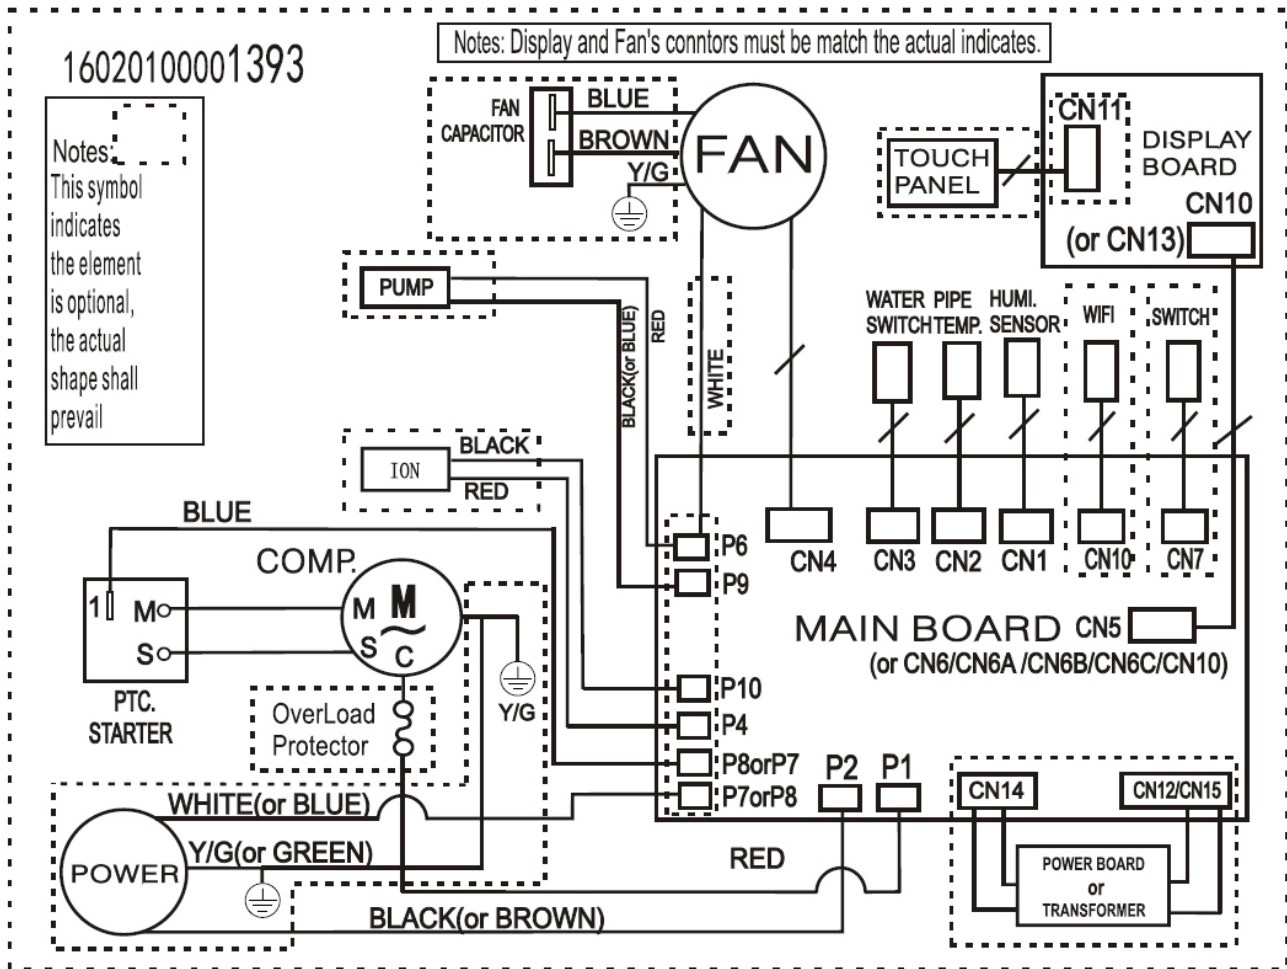 Notes: Display and Fan's conntors must be match the actual indicates.
16020100001393
Notes:
This symbol
indicates
the element
is optional,
the actual
shape shall
prevail
FAN
CAPACITOR
BLUE
BROWN
Y/G
FAN
TOUCH
PANEL
CN11
DISPLAY
BOARD
CN10
(or CN13)
PUMP
BLACK(or BLUE)
RED
WHITE
WATER
SWITCH
PIPE
TEMP.
HUMI.
SENSOR
WIFI
SWITCH
ION
BLACK
RED
BLUE
COMP.
P6
P9
CN4
CN3
CN2
CN1
CN10
CN7
1
M
S
M
M
S
C
PTC.
STARTER
Y/G
MAIN BOARD
CN5
(or CN6/CN6A /CN6B/CN6C/CN10)
OverLoad
Protector
P10
P4
P8orP7
P7orP8
P2
P1
CN14
CN12/CN15
POWER BOARD
or
TRANSFORMER
WHITE(or BLUE)
Y/G(or GREEN)
POWER
RED
BLACK(or BROWN)